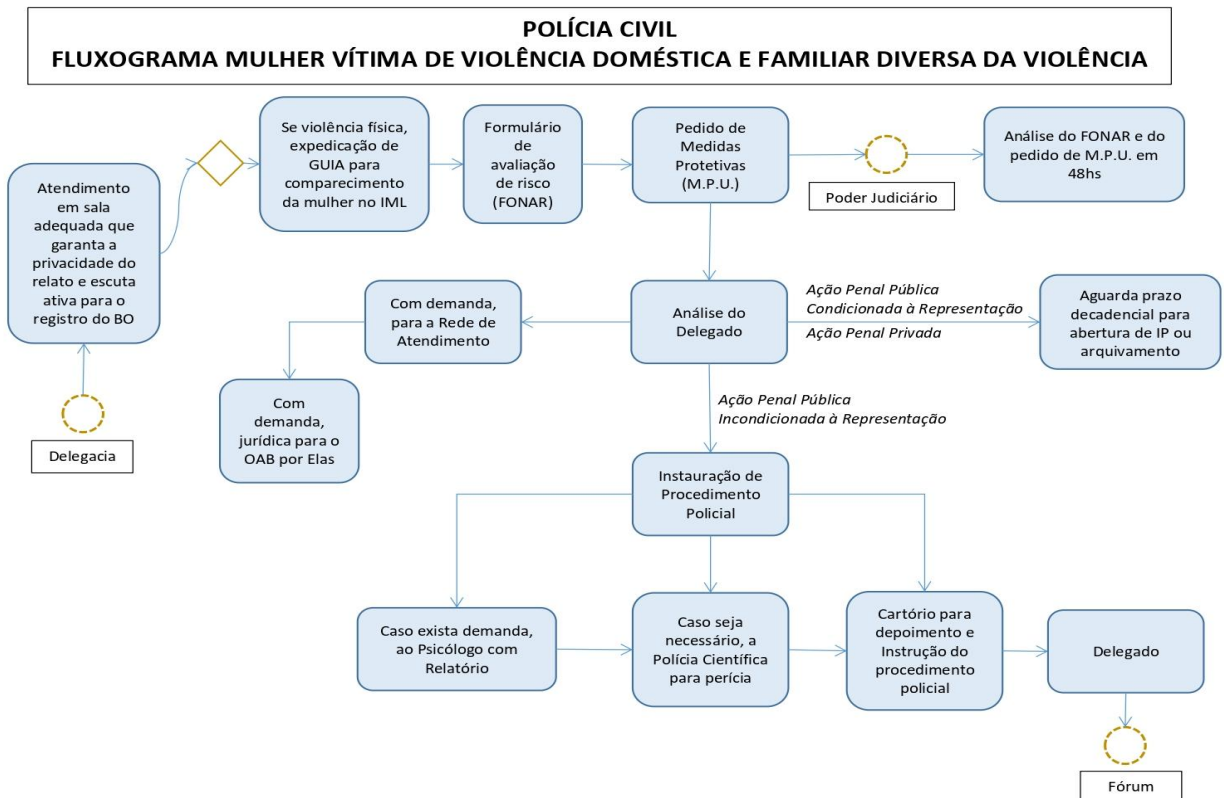 POLÍCIA CIVIL
FLUXOGRAMA MULHER VÍTIMA DE VIOLÊNCIA DOMÉSTICA E FAMILIAR DIVERSA DA VIOLÊNCIA
Atendimento
em sala
adequada que
garanta a
privacidade do
relato e escuta
ativa para o
registro do BO
Delegacia
Se violência física,
expedicação de
GUIA para
comparecimento
da mulher no IML
Formulário
de
avaliação
de risco
(FONAR)
Pedido de
Medidas
Protetivas
(M.P.U.)
Poder Judiciário
Análise do FONAR e do
pedido de M.P.U. em
48hs
Com demanda,
para a Rede de
Atendimento
Com
demanda,
jurídica para o
OAB por Elas
Análise do
Delegado
Ação Penal Pública
Condicionada à Representação
Ação Penal Privada
Aguarda prazo
decadencial para
abertura de IP ou
arquivamento
Ação Penal Pública
Incondicionada à Representação
Instauração de
Procedimento
Policial
Caso exista demanda,
ao Psicólogo com
Relatório
Caso seja
necessário, a
Polícia Científica
para perícia
Cartório para
depoimento e
Instrução do
procedimento
policial
Delegado
Fórum